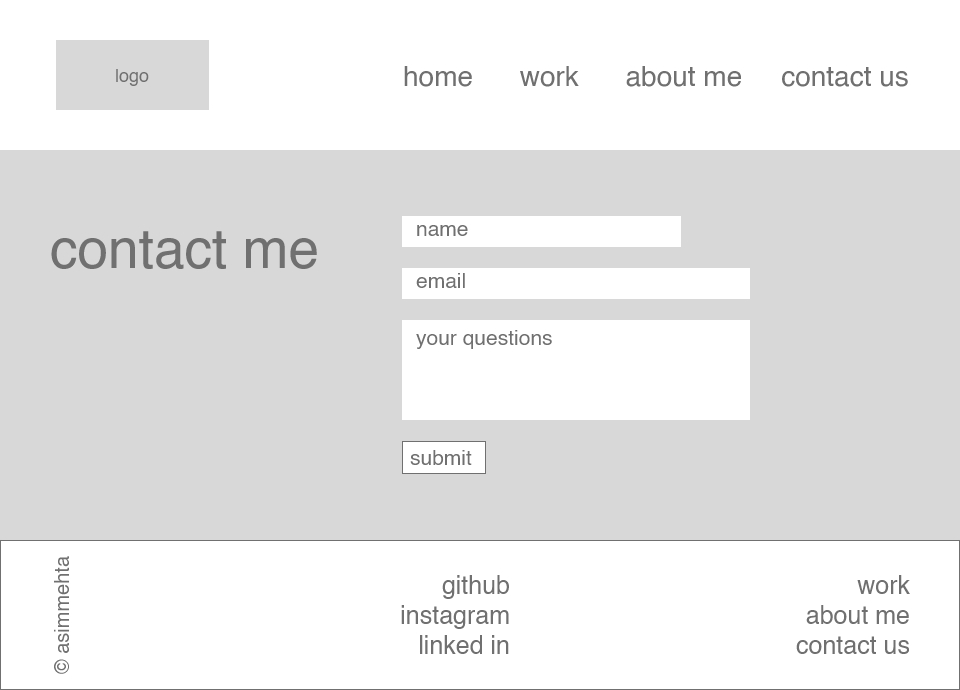 logo
home
work
about me
contact us
contact me
name
email
your questions
submit
© asimmehta
github
instagram
linked in
work
about me
contact us